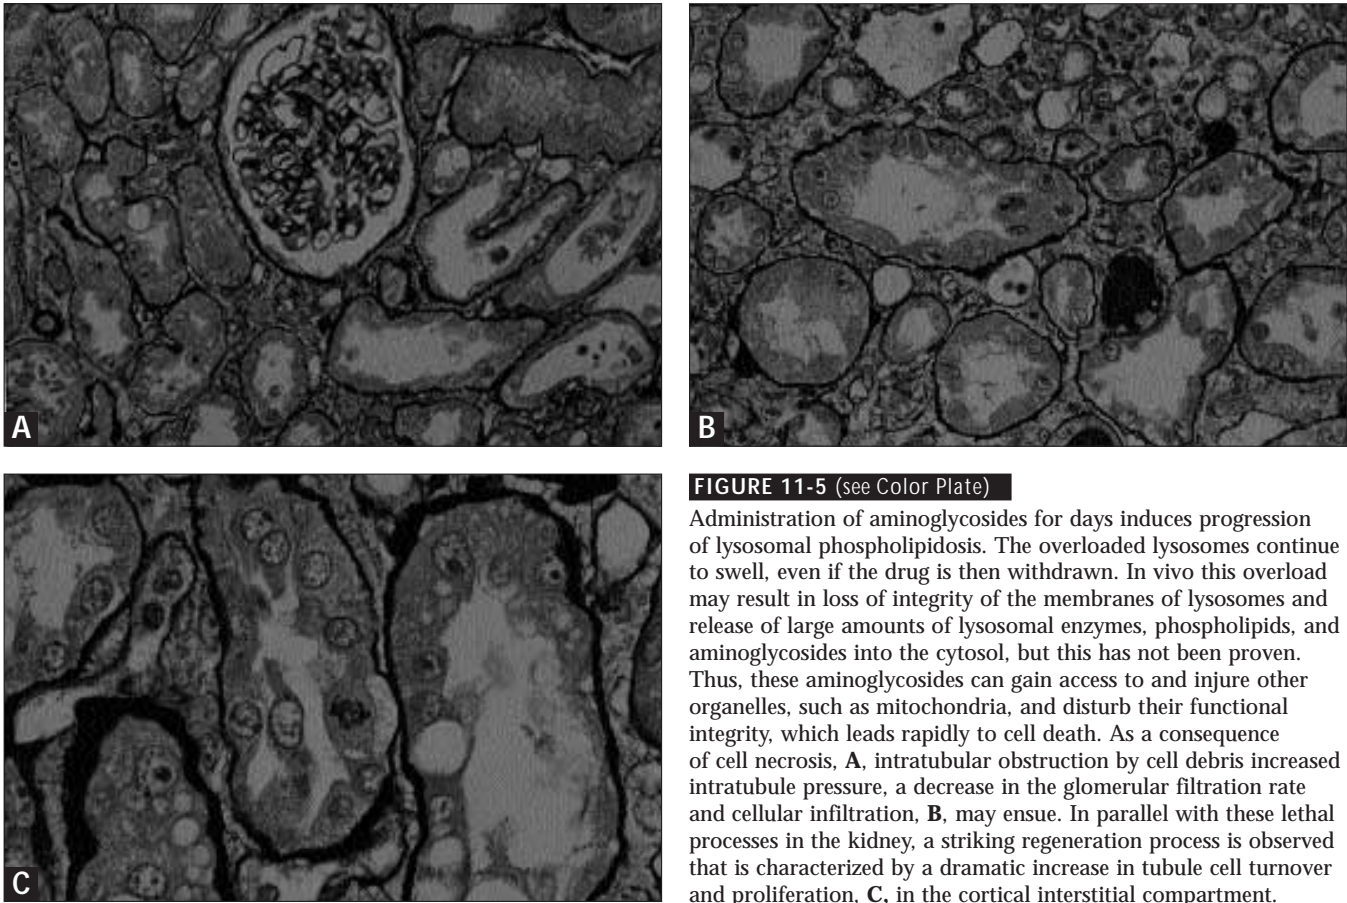 A
B
C
FIGURE 11-5 (see Color Plate)
Administration of aminoglycosides for days induces progression
of lysosomal phospholipidosis. The overloaded lysosomes continue
to swell, even if the drug is then withdrawn. In vivo this overload
may result in loss of integrity of the membranes of lysosomes and
release of large amounts of lysosomal enzymes, phospholipids, and
aminoglycosides into the cytosol, but this has not been proven.
Thus, these aminoglycosides can gain access to and injure other
organelles, such as mitochondria, and disturb their functional
integrity, which leads rapidly to cell death. As a consequence
of cell necrosis, A, intratubular obstruction by cell debris increased
intratubule pressure, a decrease in the glomerular filtration rate
and cellular infiltration, B, may ensue. In parallel with these lethal
processes in the kidney, a striking regeneration process is observed
that is characterized by a dramatic increase in tubule cell turnover
and proliferation, C, in the cortical interstitial compartment.